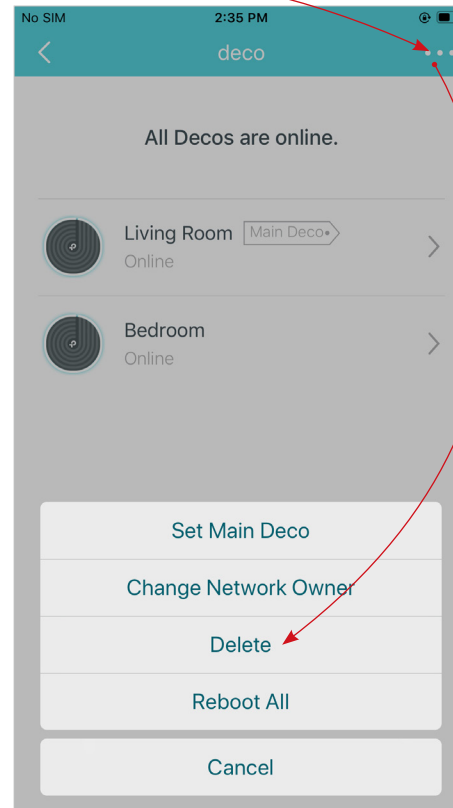 No SIM 2:35 PM
deco
All Decos are online.
Living Room Main Deco
Online
Bedroom
Online
Set Main Deco
Change Network Owner
Delete
Reboot All
Cancel